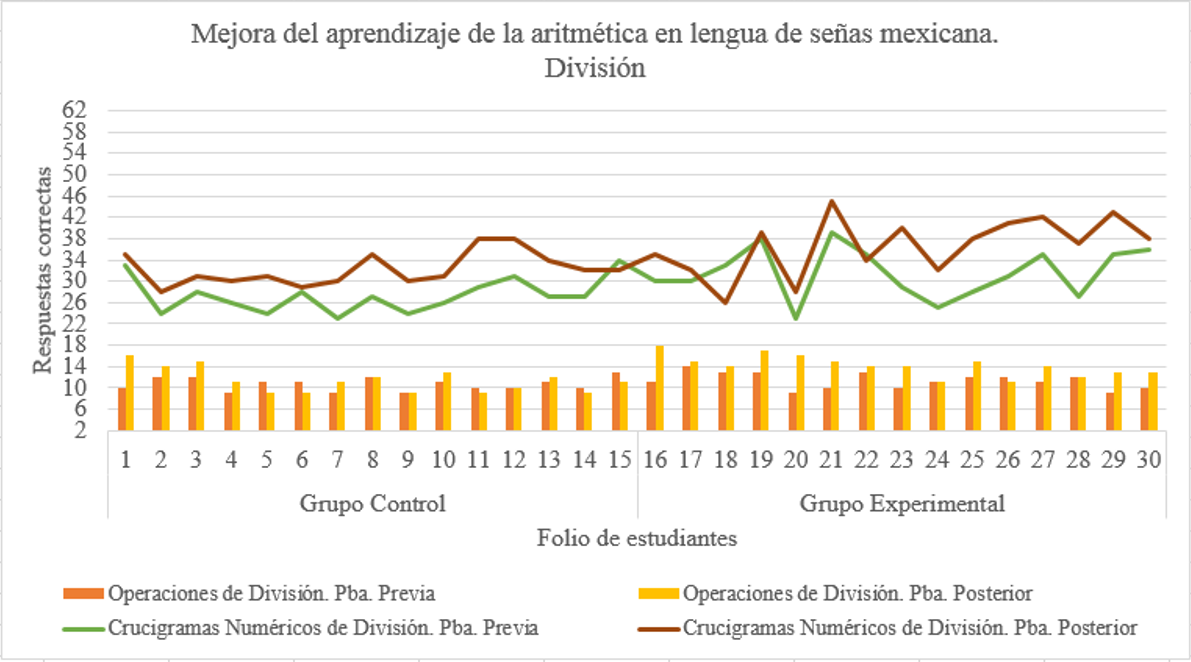 Mejora del aprendizaje de la aritmética en lengua de señas mexicana.
División
Respuestas correctas
62
58
54
50
46
42
38
34
30
26
22
18
14
10
6
2
1 2 3 4 5 6 7 8 9 10 11 12 13 14 15 16 17 18 19 20 21 22 23 24 25 26 27 28 29 30
Grupo Control Grupo Experimental
Folio de estudiantes
Operaciones de División. Pba. Previa Operaciones de División. Pba. Posterior
Crucigramas Numéricos de División. Pba. Previa Crucigramas Numéricos de División. Pba. Posterior